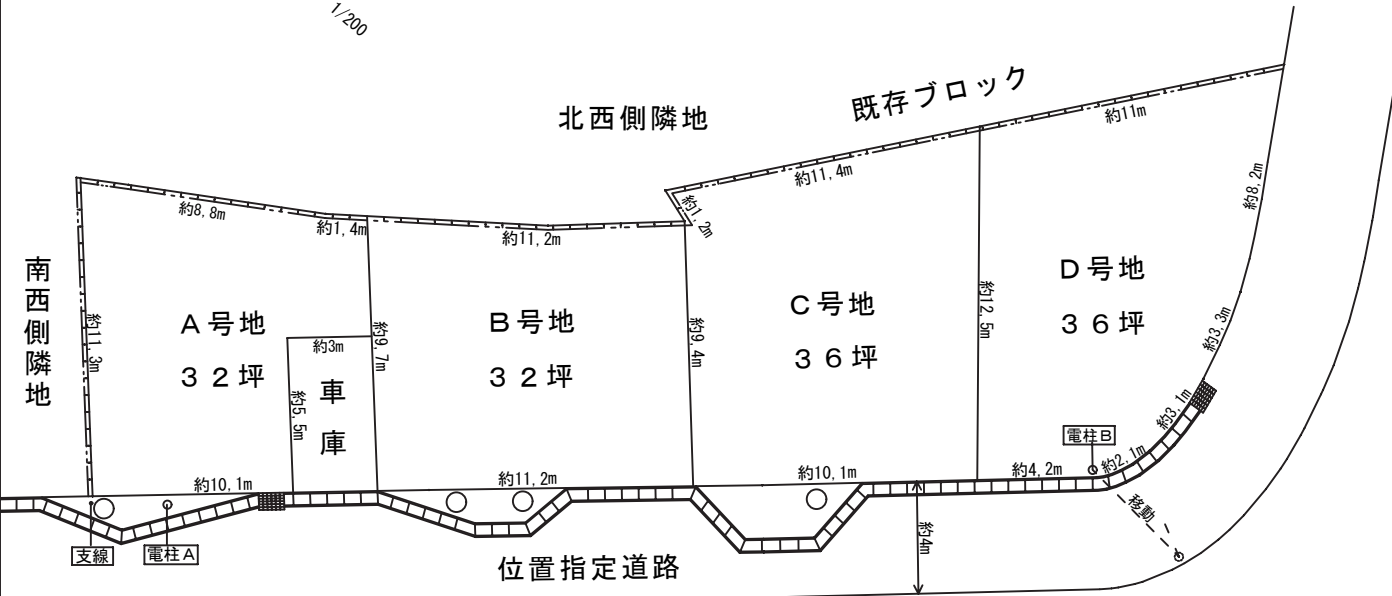 1/200
北西側隣地
既存ブロック
約11m
約11,4m
約1,2m
約8,2m
約8,8m
約1,4m
約11,2m
南西側隣地
約11,3m
A号地
32坪
約3m
車庫
約5,5m
約9,7m
B号地
32坪
約9,4m
C号地
36坪
約12,5m
D号地
36坪
約3,3m
約3,1m
電柱B
約2,1m
約4,2m
約10,1m
約11,2m
約10,1m
移動
約4m
支線
電柱A
位置指定道路